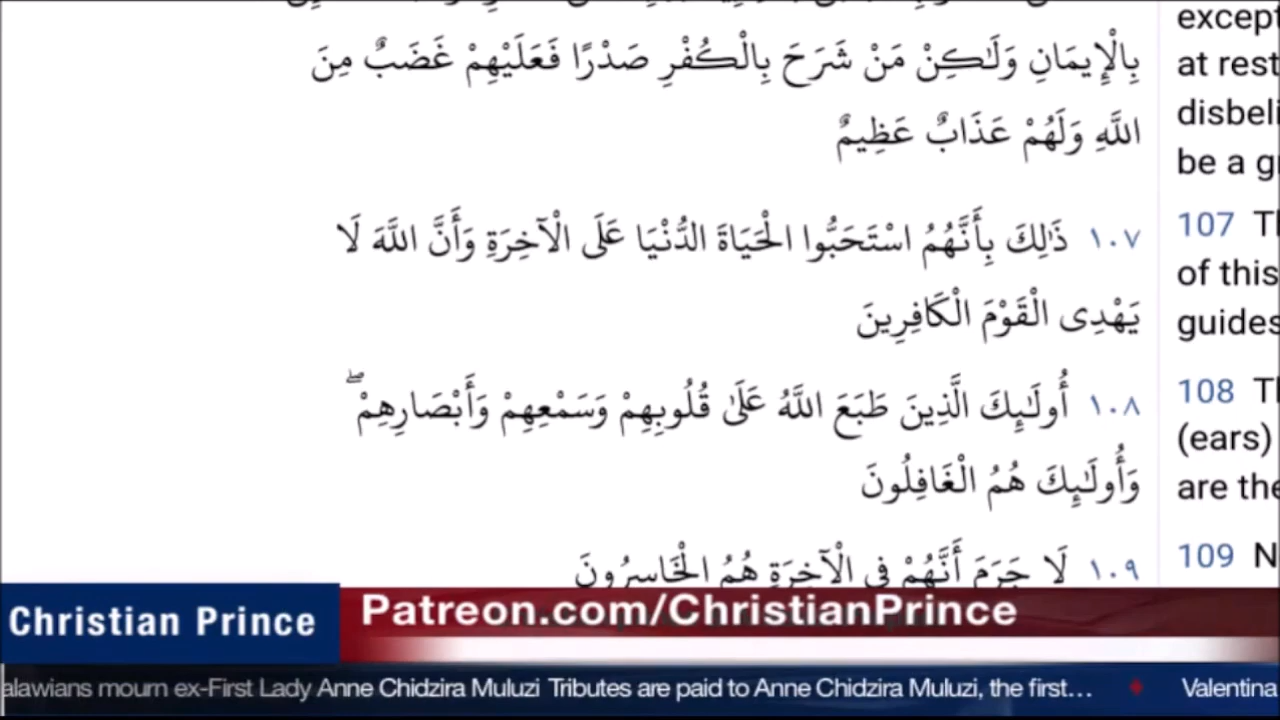 بِالْإِيمَانِ وَلَٰكِنْ مَنْ شَرَحَ بِالْكُفْرِ صَدْرًا فَعَلَيْهِمْ غَضَبٌ مِنَ
اللَّهِ وَلَهُمْ عَذَابٌ عَظِيمٌ
١٠٧ ذَٰلِكَ بِأَنَّهُمُ اسْتَحَبُّوا الْحَيَاةَ الدُّنْيَا عَلَى الْآخِرَةِ وَأَنَّ اللَّهَ لَا
يَهْدِى الْقَوْمَ الْكَافِرِينَ
١٠٨ أُولَٰئِكَ الَّذِينَ طَبَعَ اللَّهُ عَلَىٰ قُلُوبِهِمْ وَسَمْعِهِمْ وَأَبْصَارِهِمْ ۖ
وَأُولَٰئِكَ هُمُ الْغَافِلُونَ
١٠٩ لَا جَرَمَ أَنَّهُمْ فِى الْآخِرَةِ هُمُ الْخَاسِرُونَ
except
at rest
disbeli
be a g
107 Th
of this
guides
108 Th
(ears)
are the
109 N
Christian Prince
Patreon.com/ChristianPrince
alawians mourn ex-First Lady Anne Chidzira Muluzi Tributes are paid to Anne Chidzira Muluzi, the first… Valentina